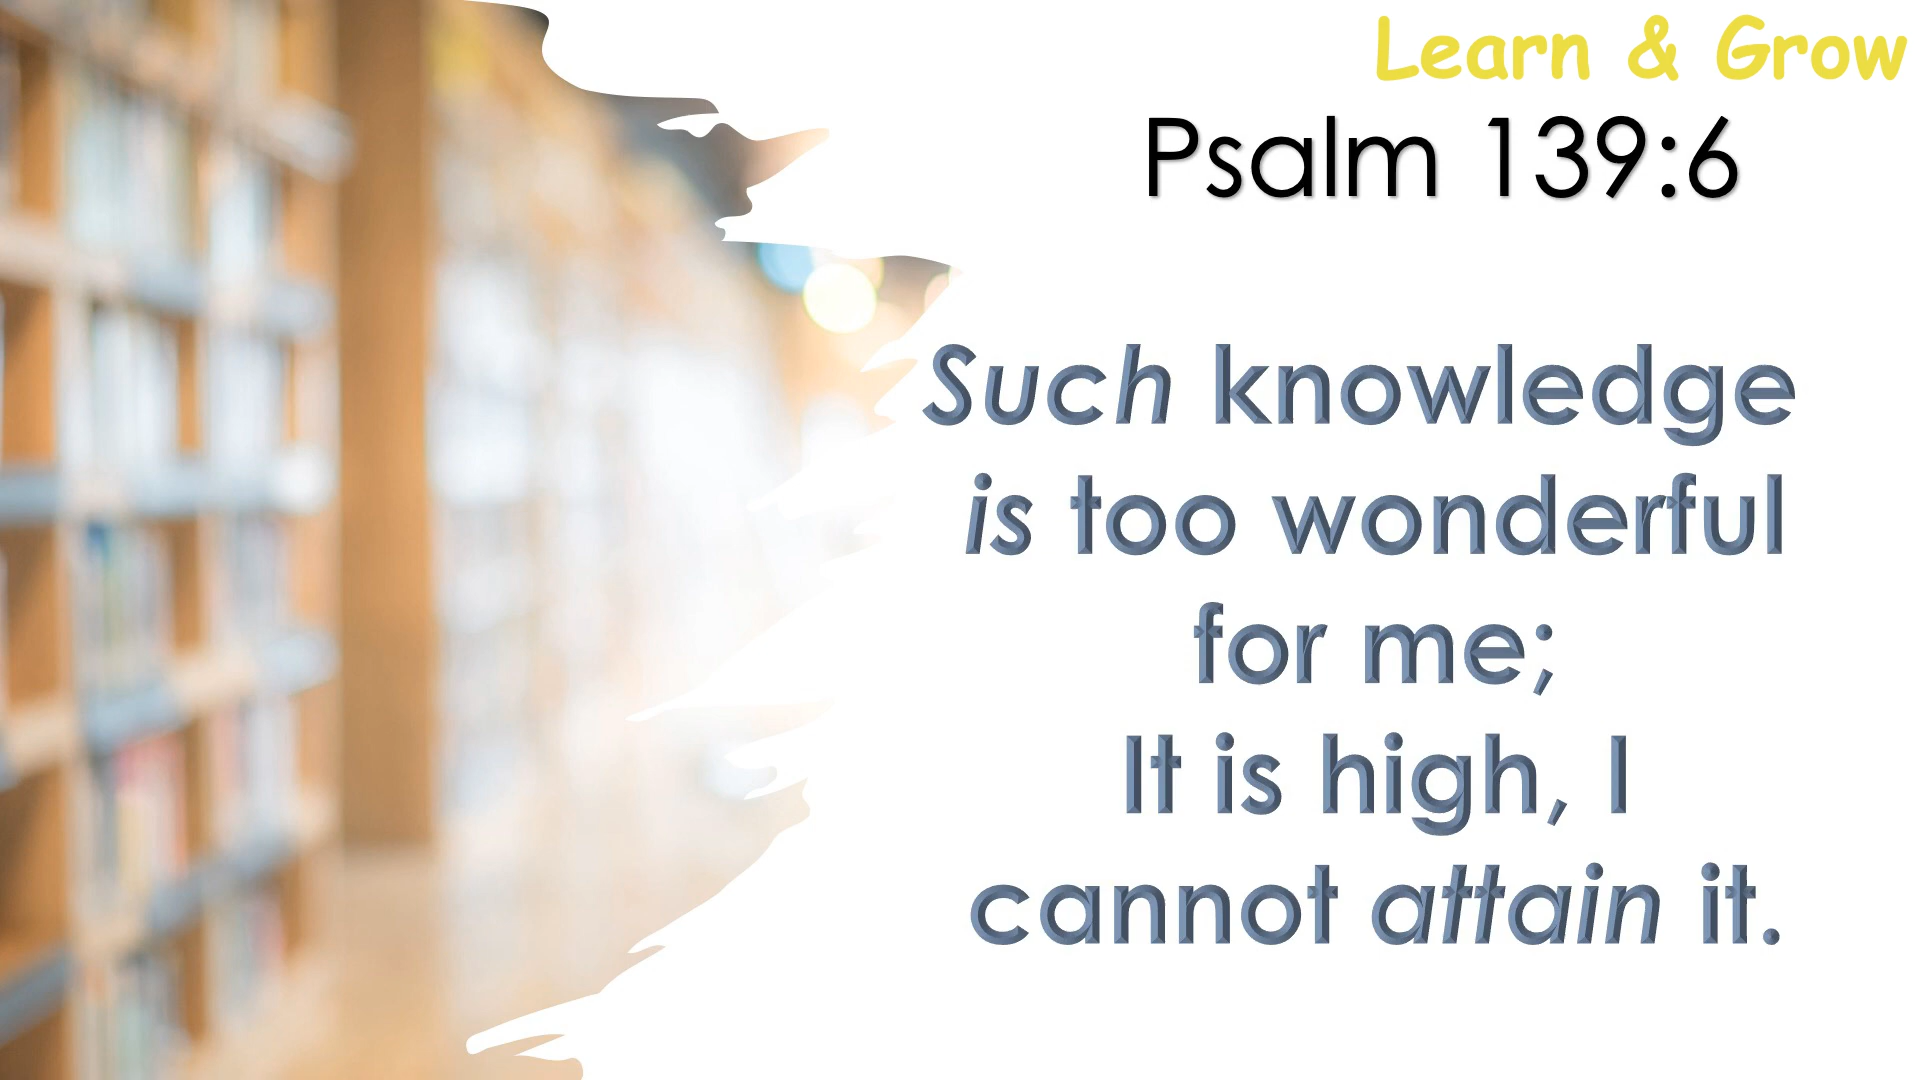 Learn & Grow
Psalm 139:6
Such knowledge
is too wonderful
for me;
It is high, I
cannot attain it.